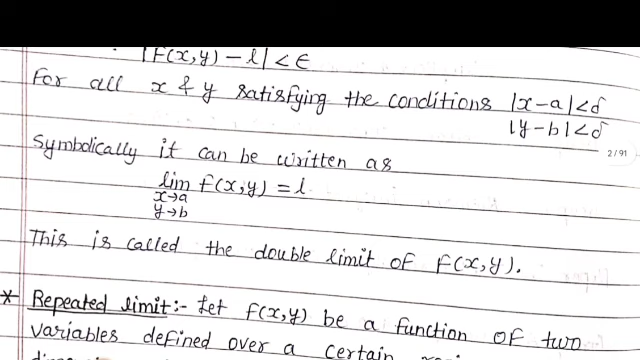 |F(x,y) - l| < ε
For all x & y satisfying the conditions |x-a|<δ
|y-b|<δ
2/91
Symbolically it can be written as
lim f(x,y) = l
x→a
y→b
This is called the double limit of F(x,y).
* Repeated limit:- Let f(x,y) be a function of two
variables defined over a certain